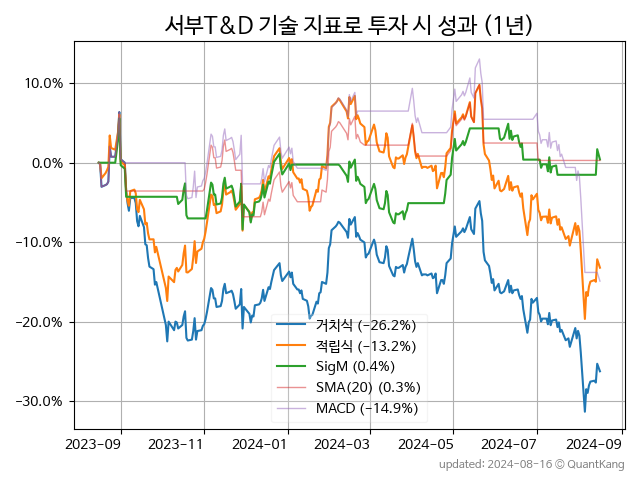 서부T&D 기술 지표로 투자 시 성과 (1년)
10.0%
0.0%
−10.0%
−20.0%
−30.0%
거치식 (−26.2%)
적립식 (−13.2%)
SigM (0.4%)
SMA(20) (0.3%)
MACD (−14.9%)
2023-09 2023-11 2024-01 2024-03 2024-05 2024-07 2024-09
updated: 2024-08-16 © QuantKang